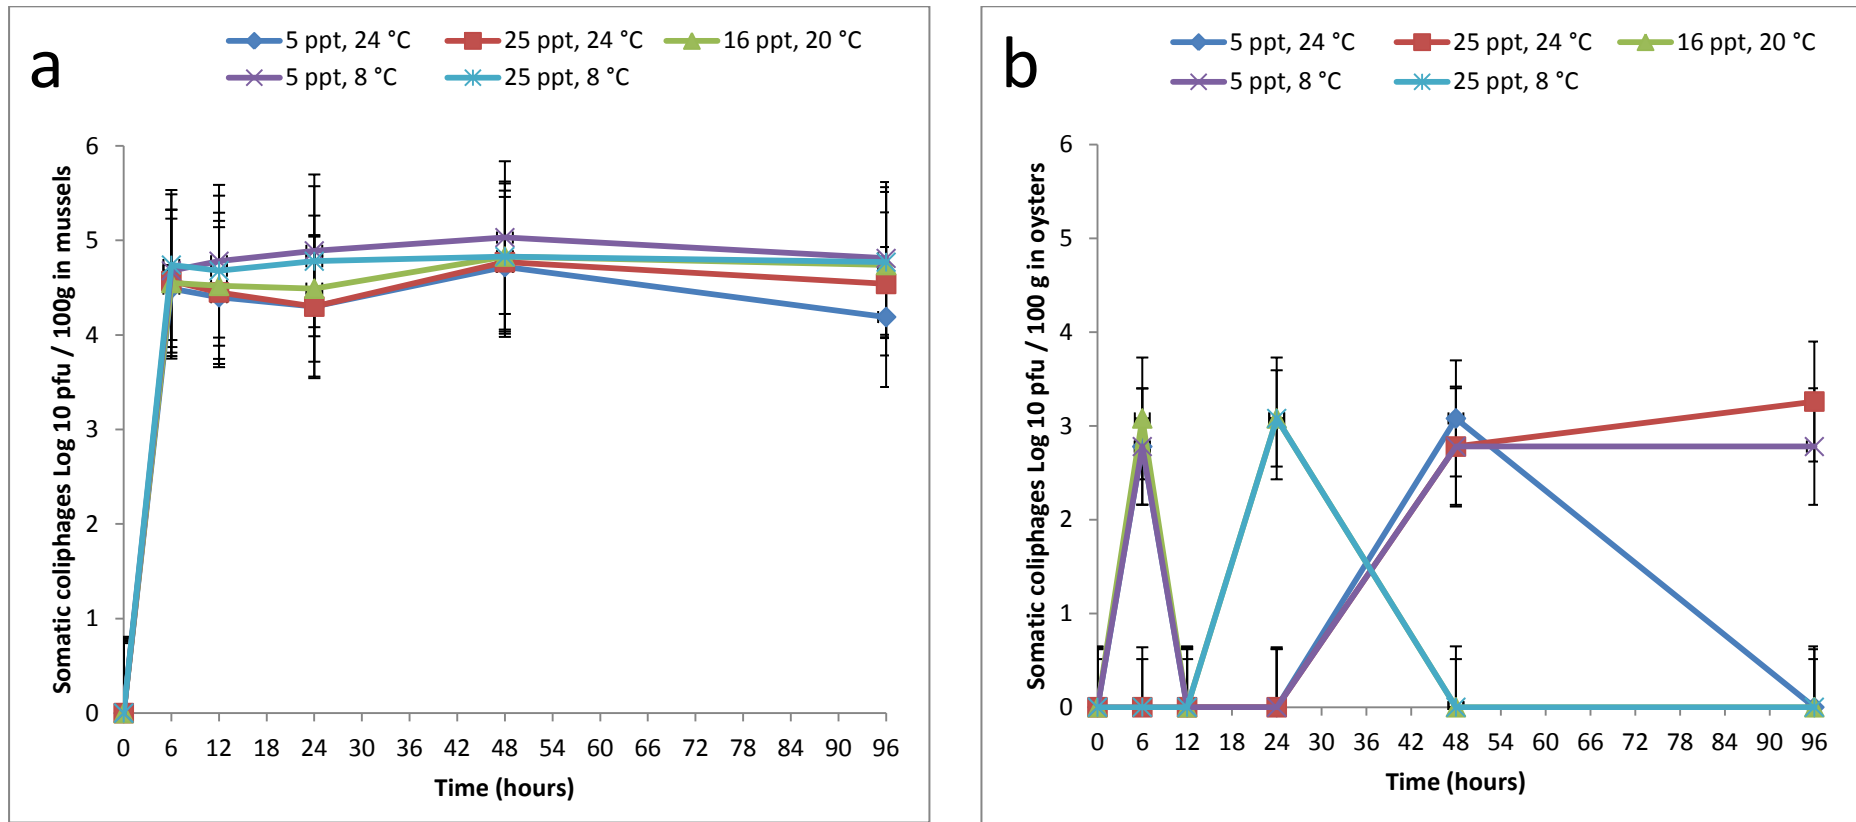 a
5 ppt, 24 °C 25 ppt, 24 °C 16 ppt, 20 °C
5 ppt, 8 °C 25 ppt, 8 °C
Somatic coliphages Log 10 pfu / 100g in mussels
6
5
4
3
2
1
0
0 6 12 18 24 30 36 42 48 54 60 66 72 78 84 90 96
Time (hours)
b
5 ppt, 24 °C 25 ppt, 24 °C 16 ppt, 20 °C
5 ppt, 8 °C 25 ppt, 8 °C
Somatic coliphages Log 10 pfu / 100 g in oysters
6
5
4
3
2
1
0
0 6 12 18 24 30 36 42 48 54 60 66 72 78 84 90 96
Time (hours)